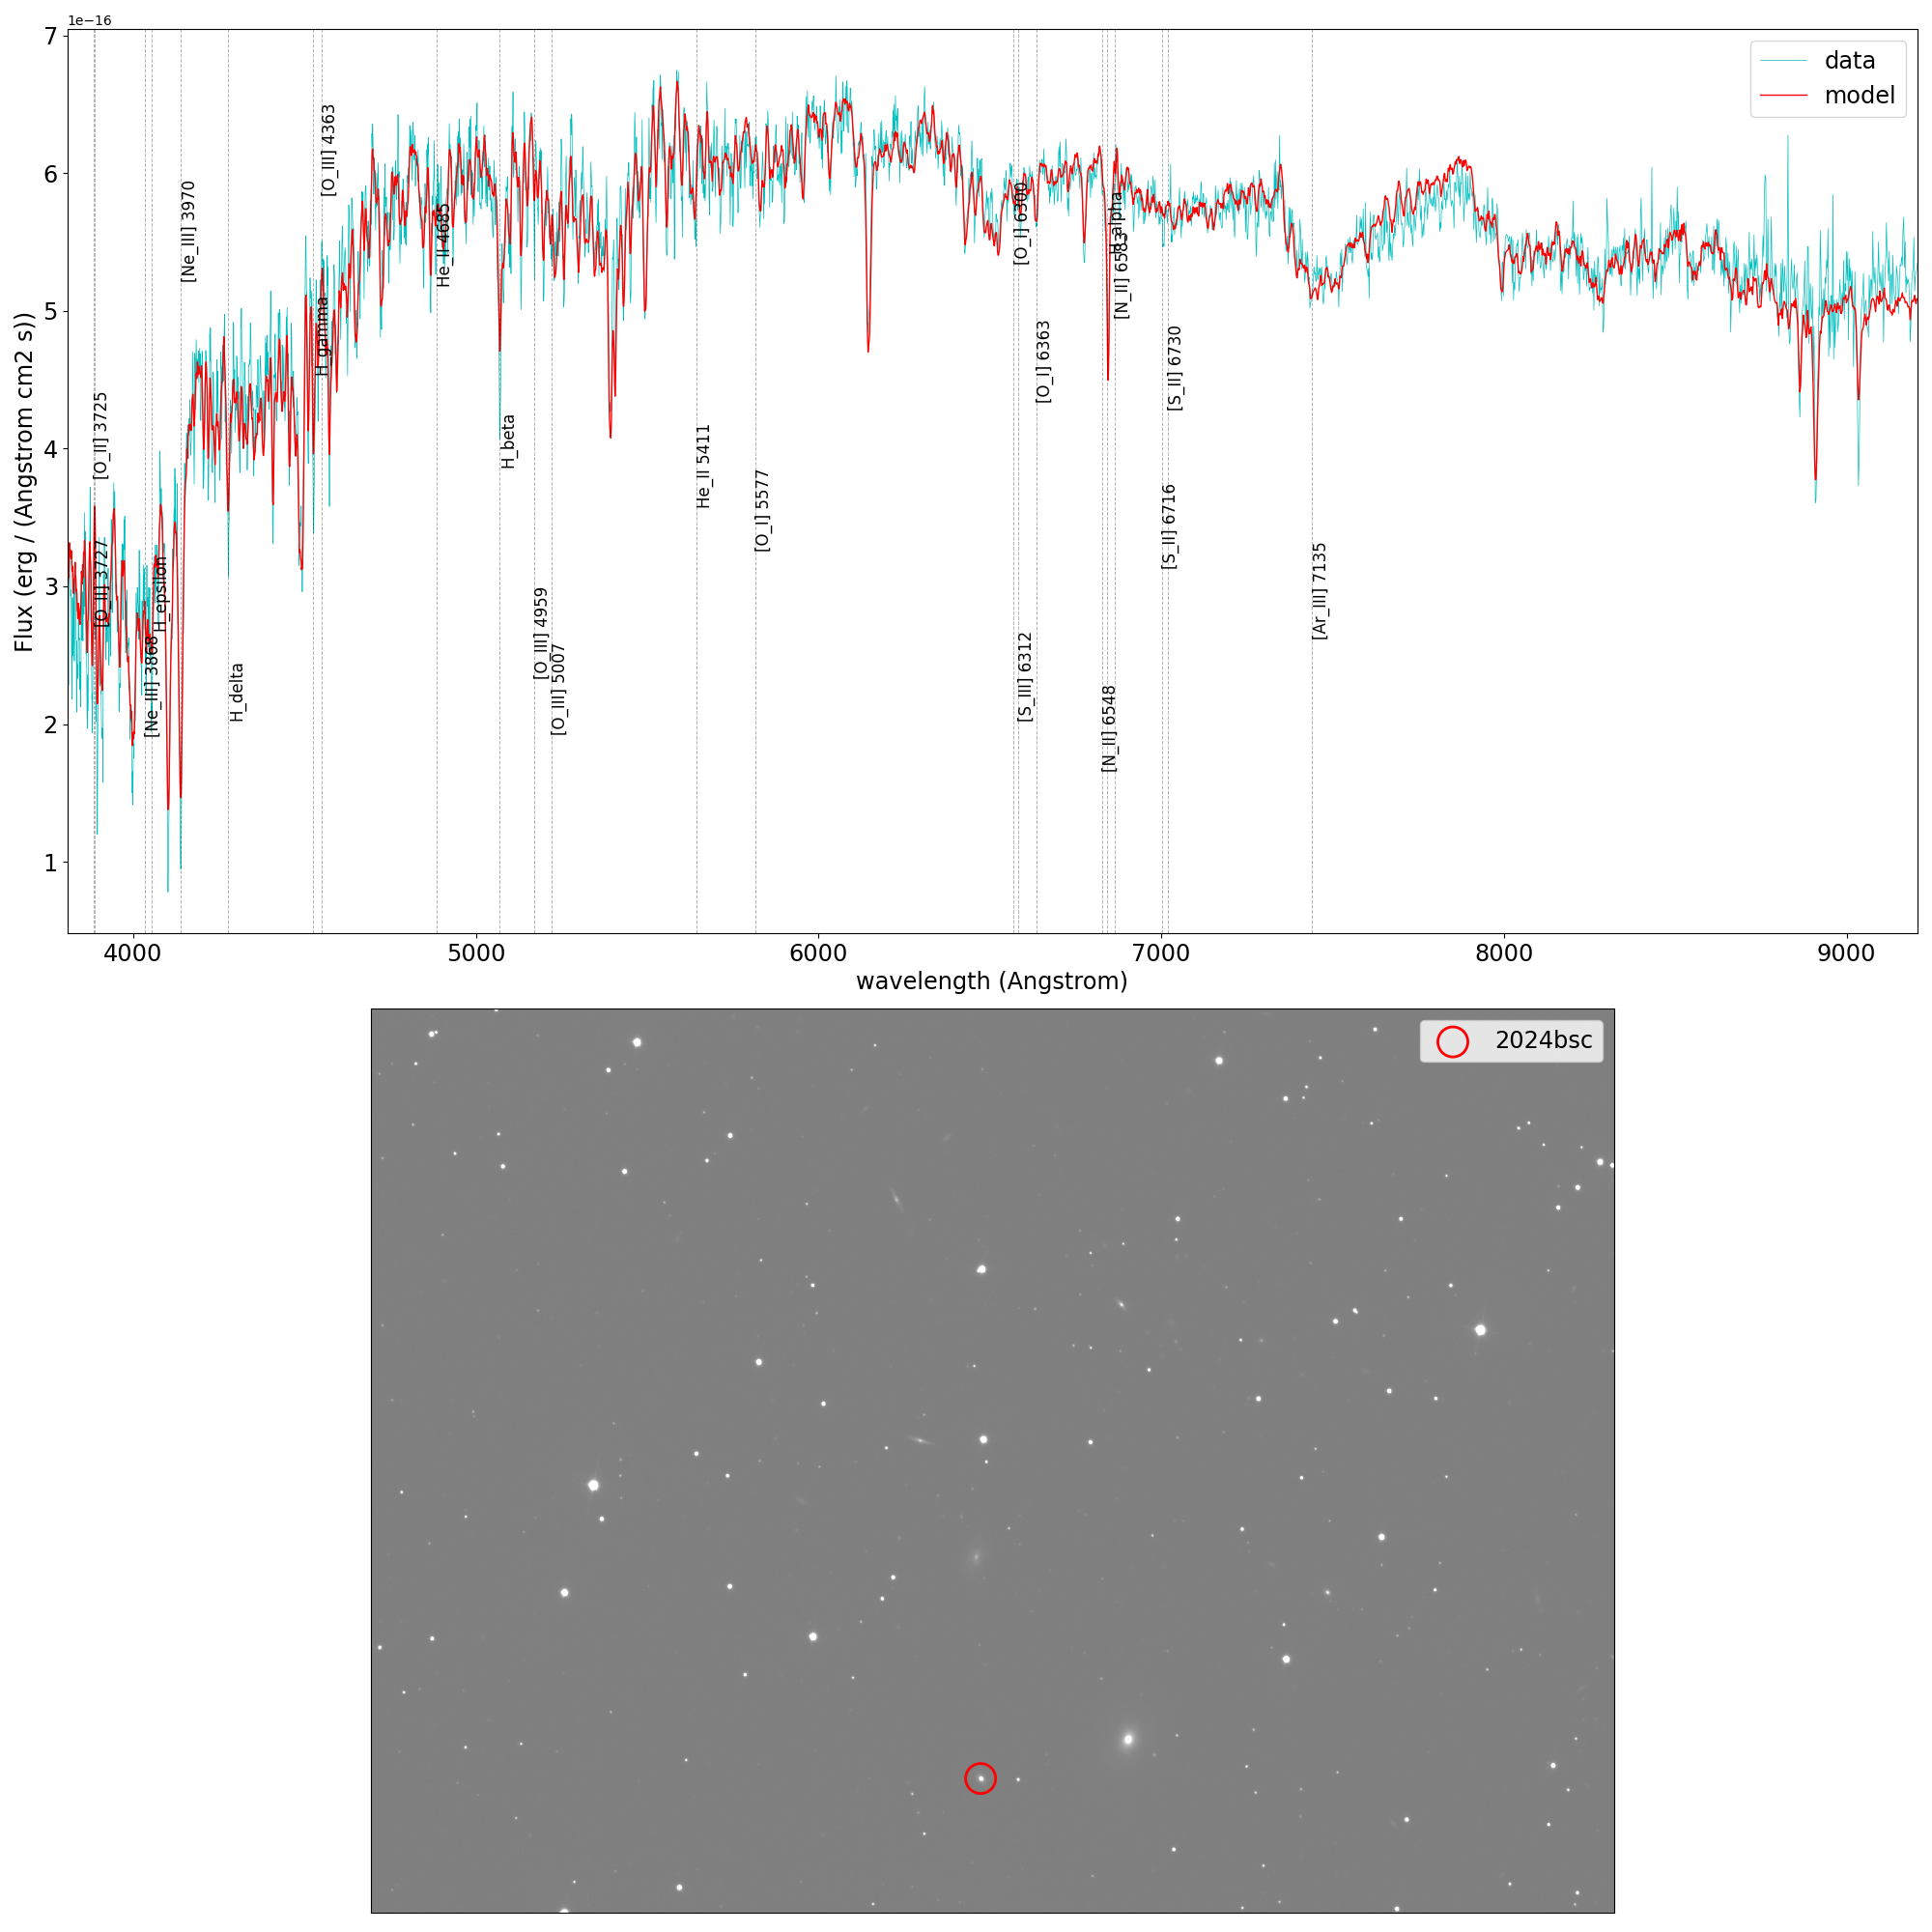 1e−16
7
6
5
4
3
2
1
Flux (erg / (Angstrom cm2 s))
data
model
[O_II] 3725
[O_II] 3727
[Ne_III] 3868
H_epsilon
[Ne_III] 3970
H_delta
H_gamma
[O_III] 4363
He_II 4685
H_beta
[O_III] 4959
[O_III] 5007
He_II 5411
[O_I] 5577
[O_I] 6300
[S_III] 6312
[O_I] 6363
[N_II] 6548
H_alpha
[N_II] 6583
[S_II] 6716
[S_II] 6730
[Ar_III] 7135
4000 5000 6000 7000 8000 9000
wavelength (Angstrom)
2024bsc